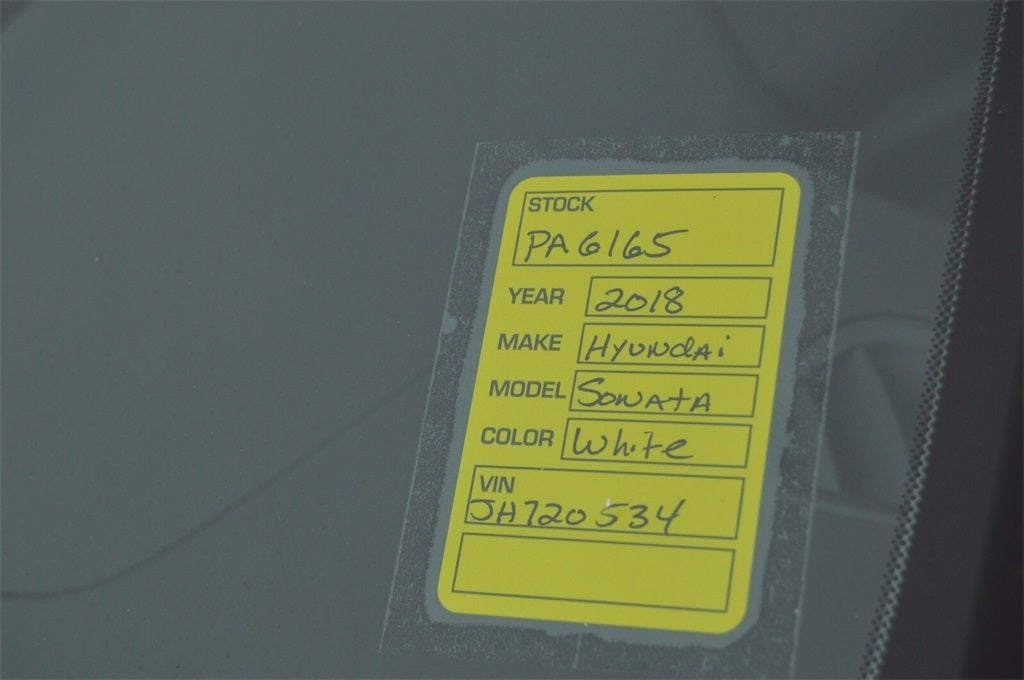 STOCK
PA6165
YEAR 2018
MAKE HYUNdAi
MODEL SONAtA
COLOR White
VIN
JH720534